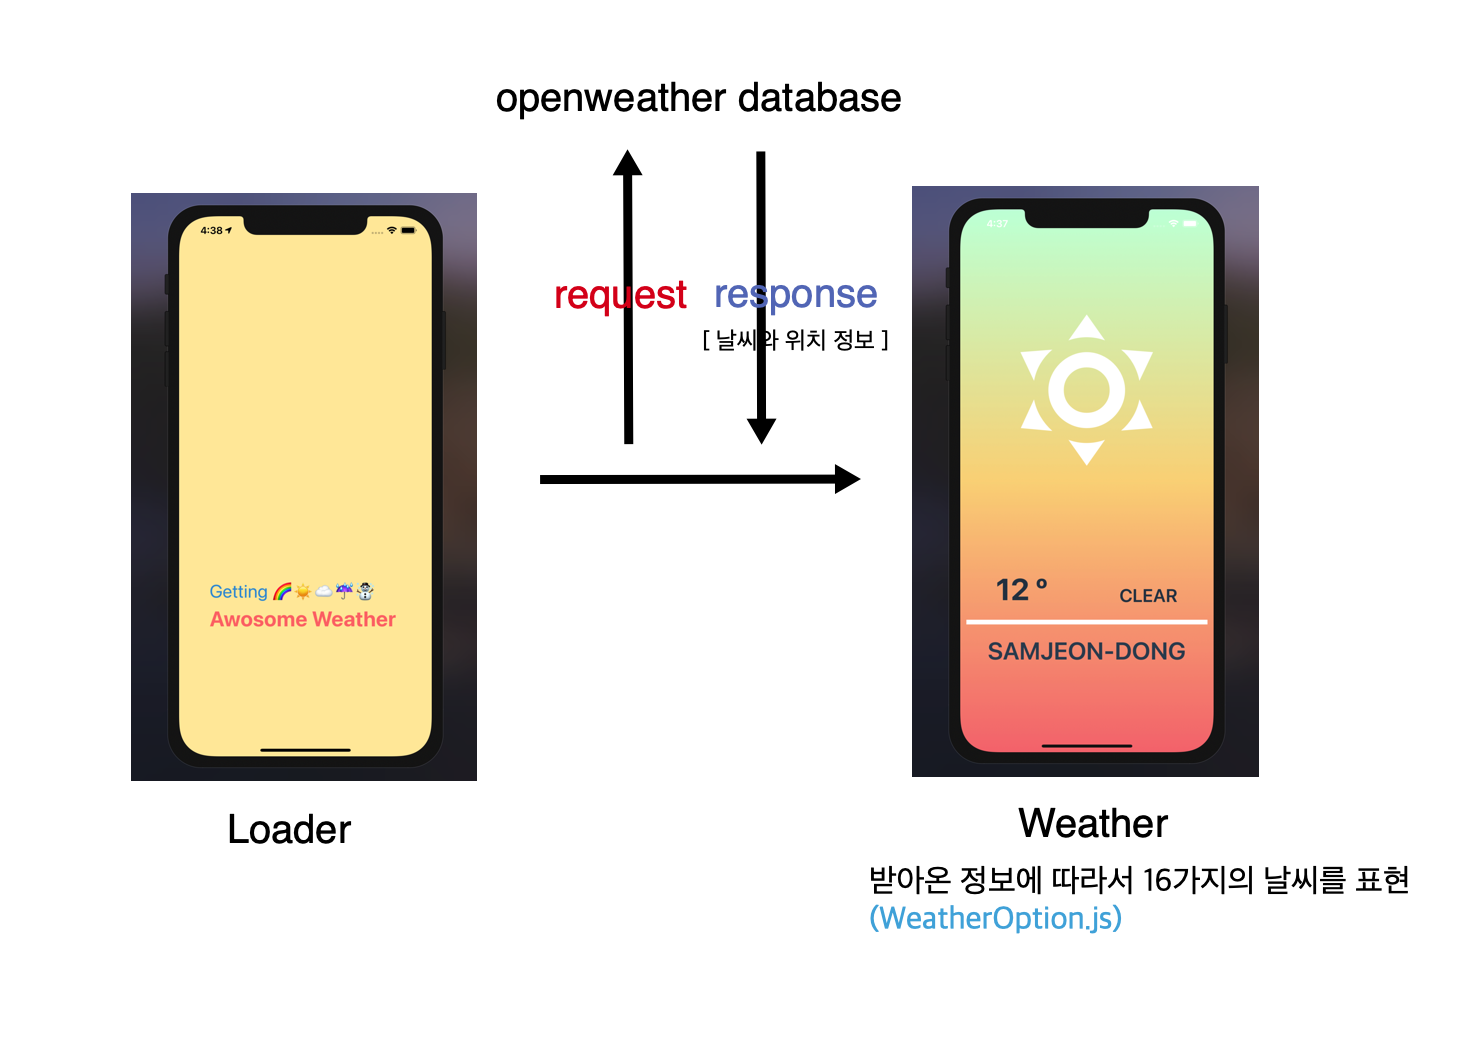 openweather database
request
response
[ 날씨와 위치 정보 ]
4:38
Getting 🌈☀️☁️☔⛄
Awosome Weather
4:37
12 °
CLEAR
SAMJEON-DONG
Loader
Weather
받아온 정보에 따라서 16가지의 날씨를 표현
(WeatherOption.js)